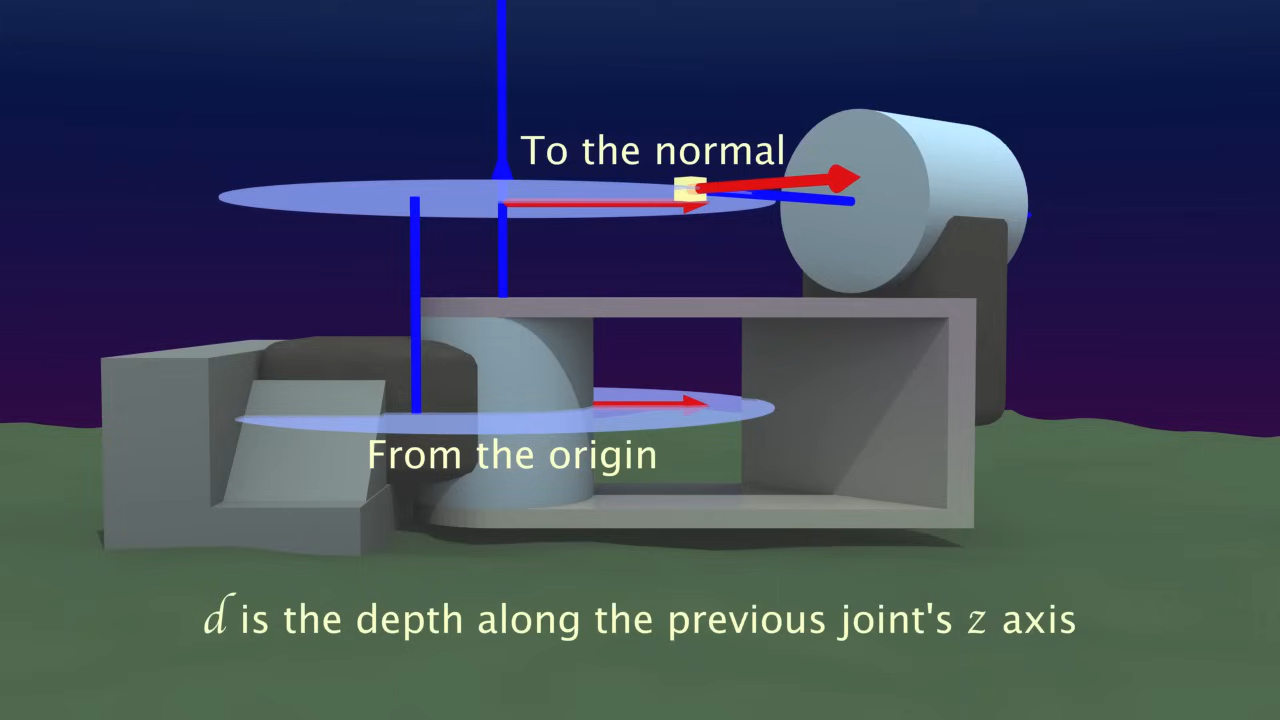 To the normal
From the origin
d is the depth along the previous joint's z axis